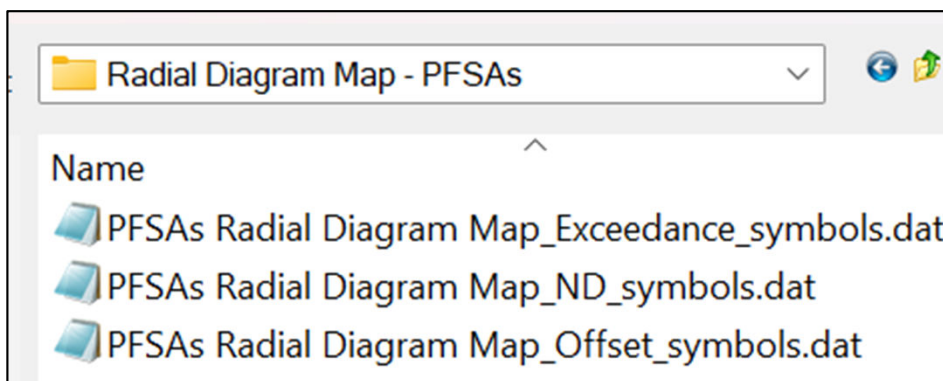 Radial Diagram Map - PFSAs
Name
PFSAs Radial Diagram Map_Exceedance_symbols.dat
PFSAs Radial Diagram Map_ND_symbols.dat
PFSAs Radial Diagram Map_Offset_symbols.dat